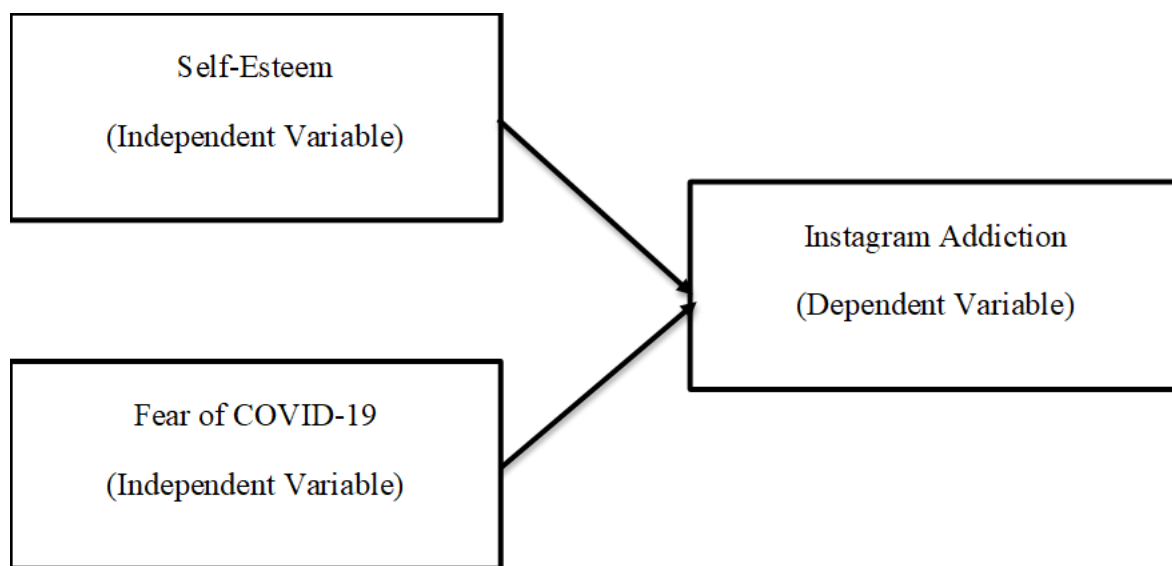 Self-Esteem
(Independent Variable)
Instagram Addiction
(Dependent Variable)
Fear of COVID-19
(Independent Variable)